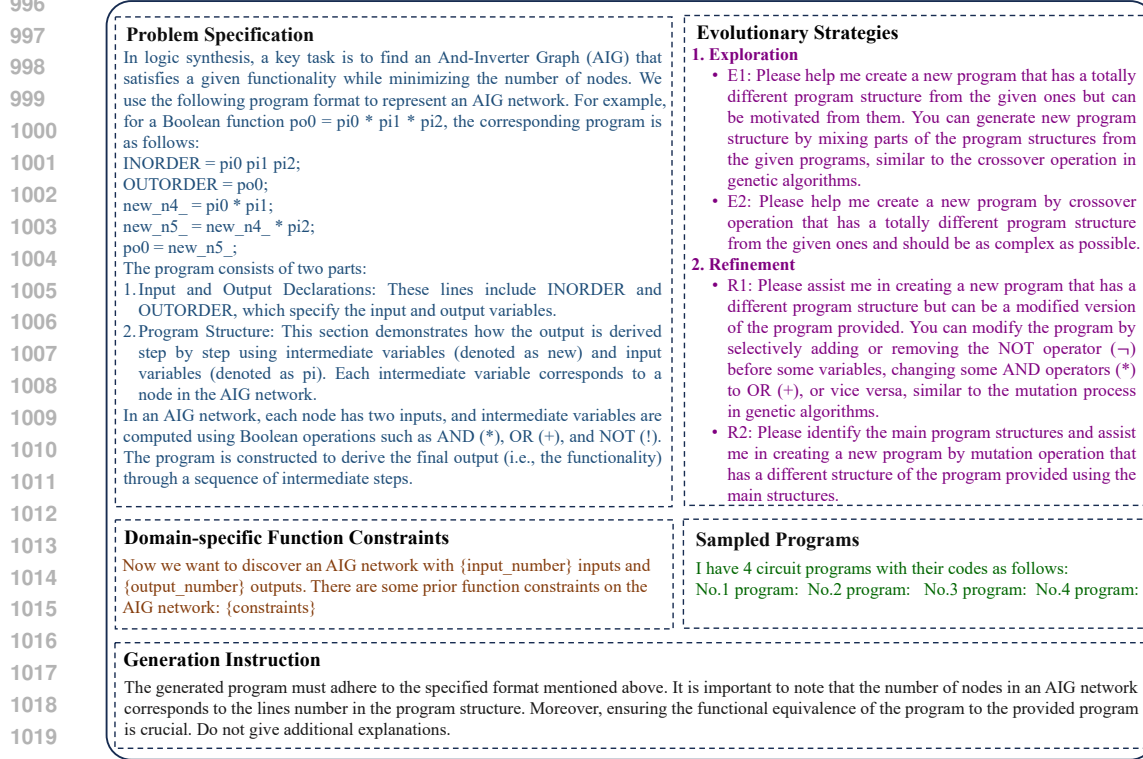 996
997
998
999
1000
1001
1002
1003
1004
1005
1006
1007
1008
1009
1010
1011
1012
1013
1014
1015
1016
1017
1018
1019
Problem Specification
In logic synthesis, a key task is to find an And-Inverter Graph (AIG) that
satisfies a given functionality while minimizing the number of nodes. We
use the following program format to represent an AIG network. For example,
for a Boolean function po0 = pi0 * pi1 * pi2, the corresponding program is
as follows:
INORDER = pi0 pi1 pi2;
OUTORDER = po0;
new_n4_ = pi0 * pi1;
new_n5_ = new_n4_ * pi2;
po0 = new_n5_;
The program consists of two parts:
1. Input and Output Declarations: These lines include INORDER and
OUTORDER, which specify the input and output variables.
2. Program Structure: This section demonstrates how the output is derived
step by step using intermediate variables (denoted as new) and input
variables (denoted as pi). Each intermediate variable corresponds to a
node in the AIG network.
In an AIG network, each node has two inputs, and intermediate variables are
computed using Boolean operations such as AND (*), OR (+), and NOT (!).
The program is constructed to derive the final output (i.e., the functionality)
through a sequence of intermediate steps.
Evolutionary Strategies
1. Exploration
• E1: Please help me create a new program that has a totally
different program structure from the given ones but can
be motivated from them. You can generate new program
structure by mixing parts of the program structures from
the given programs, similar to the crossover operation in
genetic algorithms.
• E2: Please help me create a new program by crossover
operation that has a totally different program structure
from the given ones and should be as complex as possible.
2. Refinement
• R1: Please assist me in creating a new program that has a
different program structure but can be a modified version
of the program provided. You can modify the program by
selectively adding or removing the NOT operator (¬)
before some variables, changing some AND operators (*)
to OR (+), or vice versa, similar to the mutation process
in genetic algorithms.
• R2: Please identify the main program structures and assist
me in creating a new program by mutation operation that
has a different structure of the program provided using the
main structures.
Domain-specific Function Constraints
Now we want to discover an AIG network with {input_number} inputs and
{output_number} outputs. There are some prior function constraints on the
AIG network: {constraints}
Sampled Programs
I have 4 circuit programs with their codes as follows:
No.1 program: No.2 program: No.3 program: No.4 program:
Generation Instruction
The generated program must adhere to the specified format mentioned above. It is important to note that the number of nodes in an AIG network
corresponds to the lines number in the program structure. Moreover, ensuring the functional equivalence of the program to the provided program
is crucial. Do not give additional explanations.